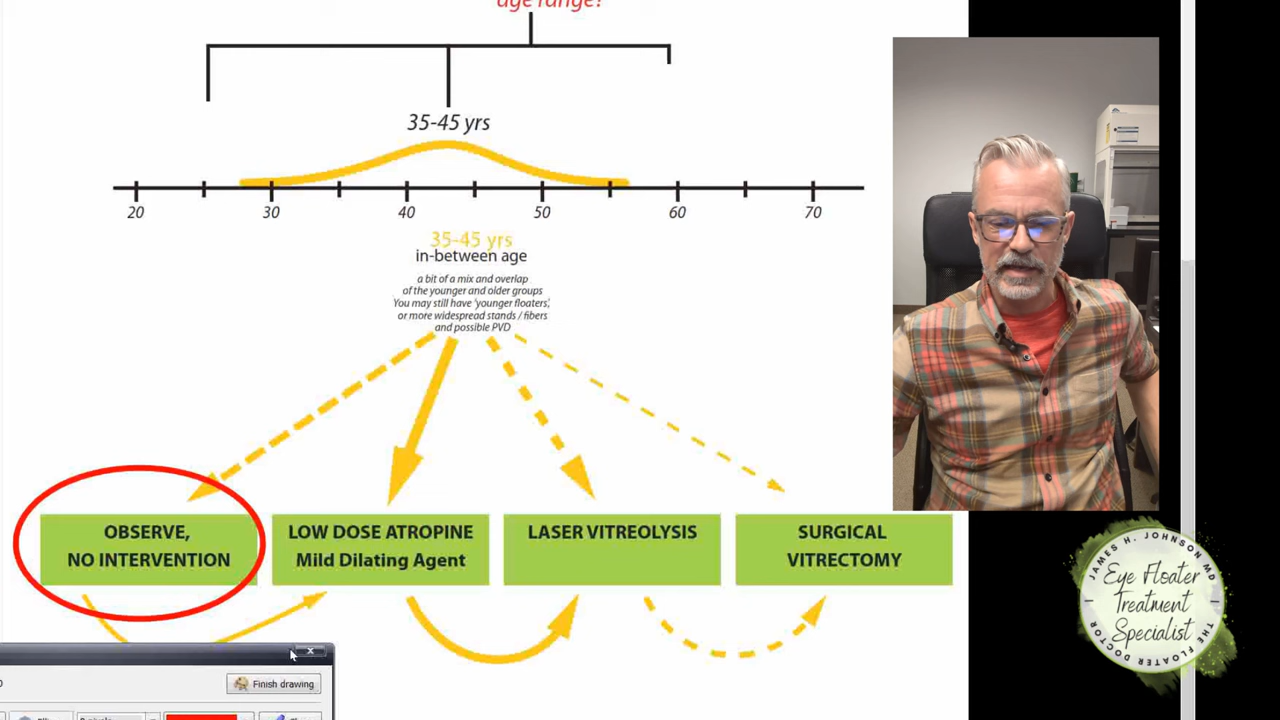 age range?
35-45 yrs
20 30 40 50 60 70
35-45 yrs
in-between age
a bit of a mix and overlap
of the younger and older groups
You may still have 'younger floaters',
or more widespread stands / fibers
and possible PVD
OBSERVE,
NO INTERVENTION
LOW DOSE ATROPINE
Mild Dilating Agent
LASER VITREOLYSIS
SURGICAL
VITRECTOMY
Finish drawing
JAMES H. JOHNSON MD
Eye Floater
Treatment
Specialist
THE FLOATER DOCTOR